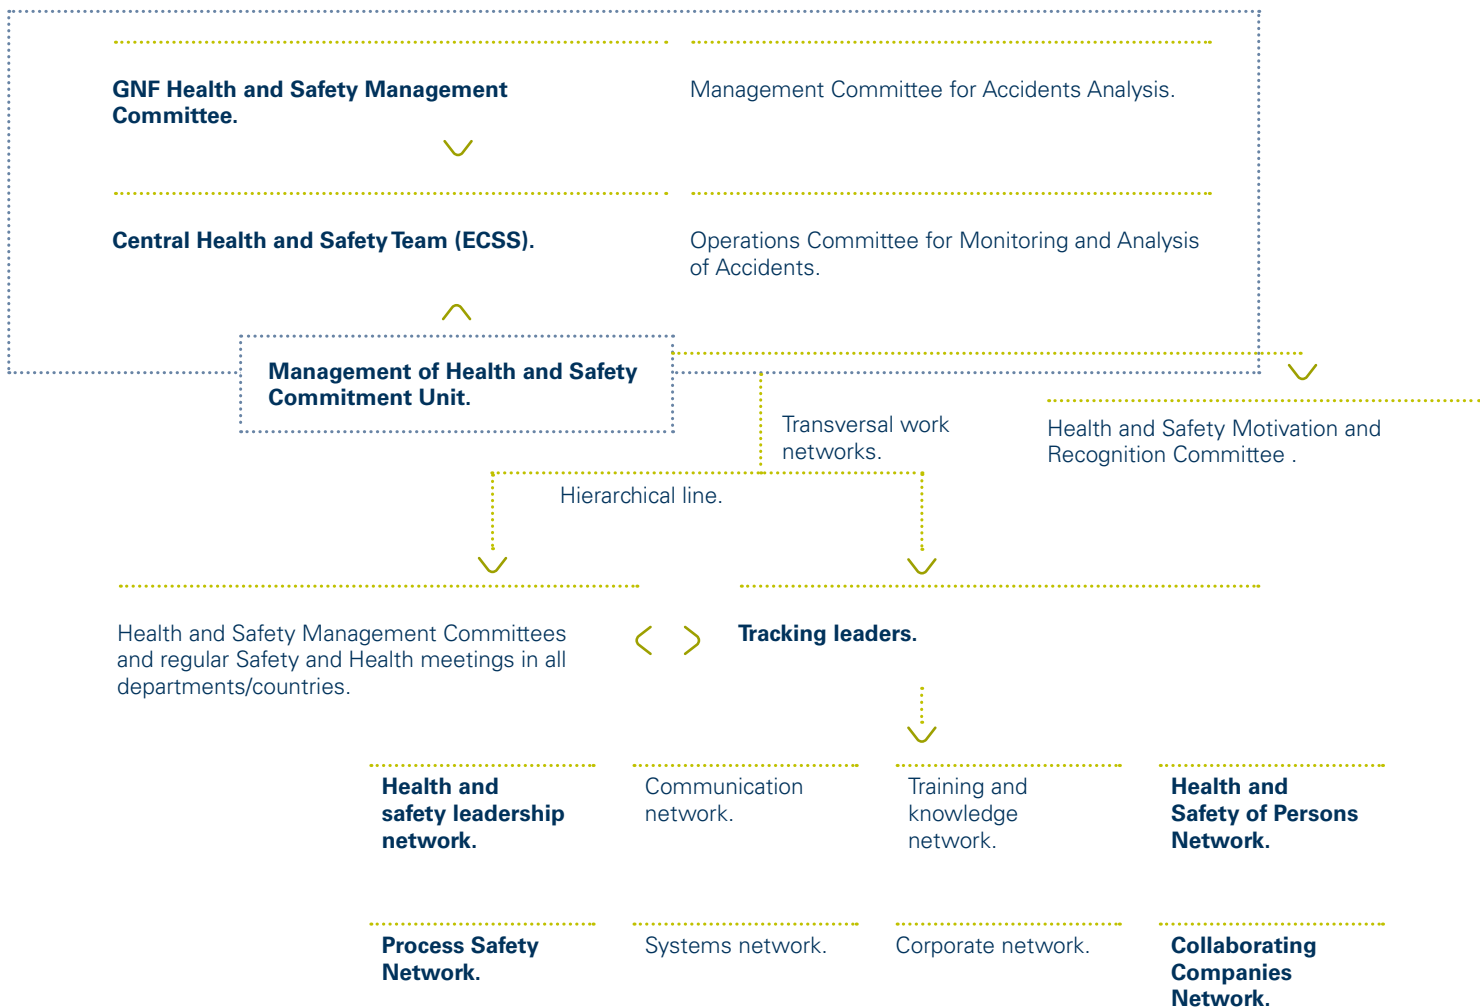 GNF Health and Safety Management
Committee.
Management Committee for Accidents Analysis.
Central Health and Safety Team (ECSS).
Operations Committee for Monitoring and Analysis
of Accidents.
Management of Health and Safety
Commitment Unit.
Transversal work
networks.
Health and Safety Motivation and
Recognition Committee .
Hierarchical line.
Health and Safety Management Committees
and regular Safety and Health meetings in all
departments/countries.
Tracking leaders.
Health and
safety leadership
network.
Communication
network.
Training and
knowledge
network.
Health and
Safety of Persons
Network.
Process Safety
Network.
Systems network.
Corporate network.
Collaborating
Companies
Network.